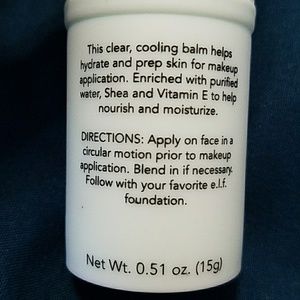 This clear, cooling balm helps
hydrate and prep skin for makeup
application. Enriched with purified
water, Shea and Vitamin E to help
nourish and moisturize.
DIRECTIONS: Apply on face in a
circular motion prior to makeup
application. Blend in if necessary.
Follow with your favorite e.l.f.
foundation.
Net Wt. 0.51 oz. (15g)